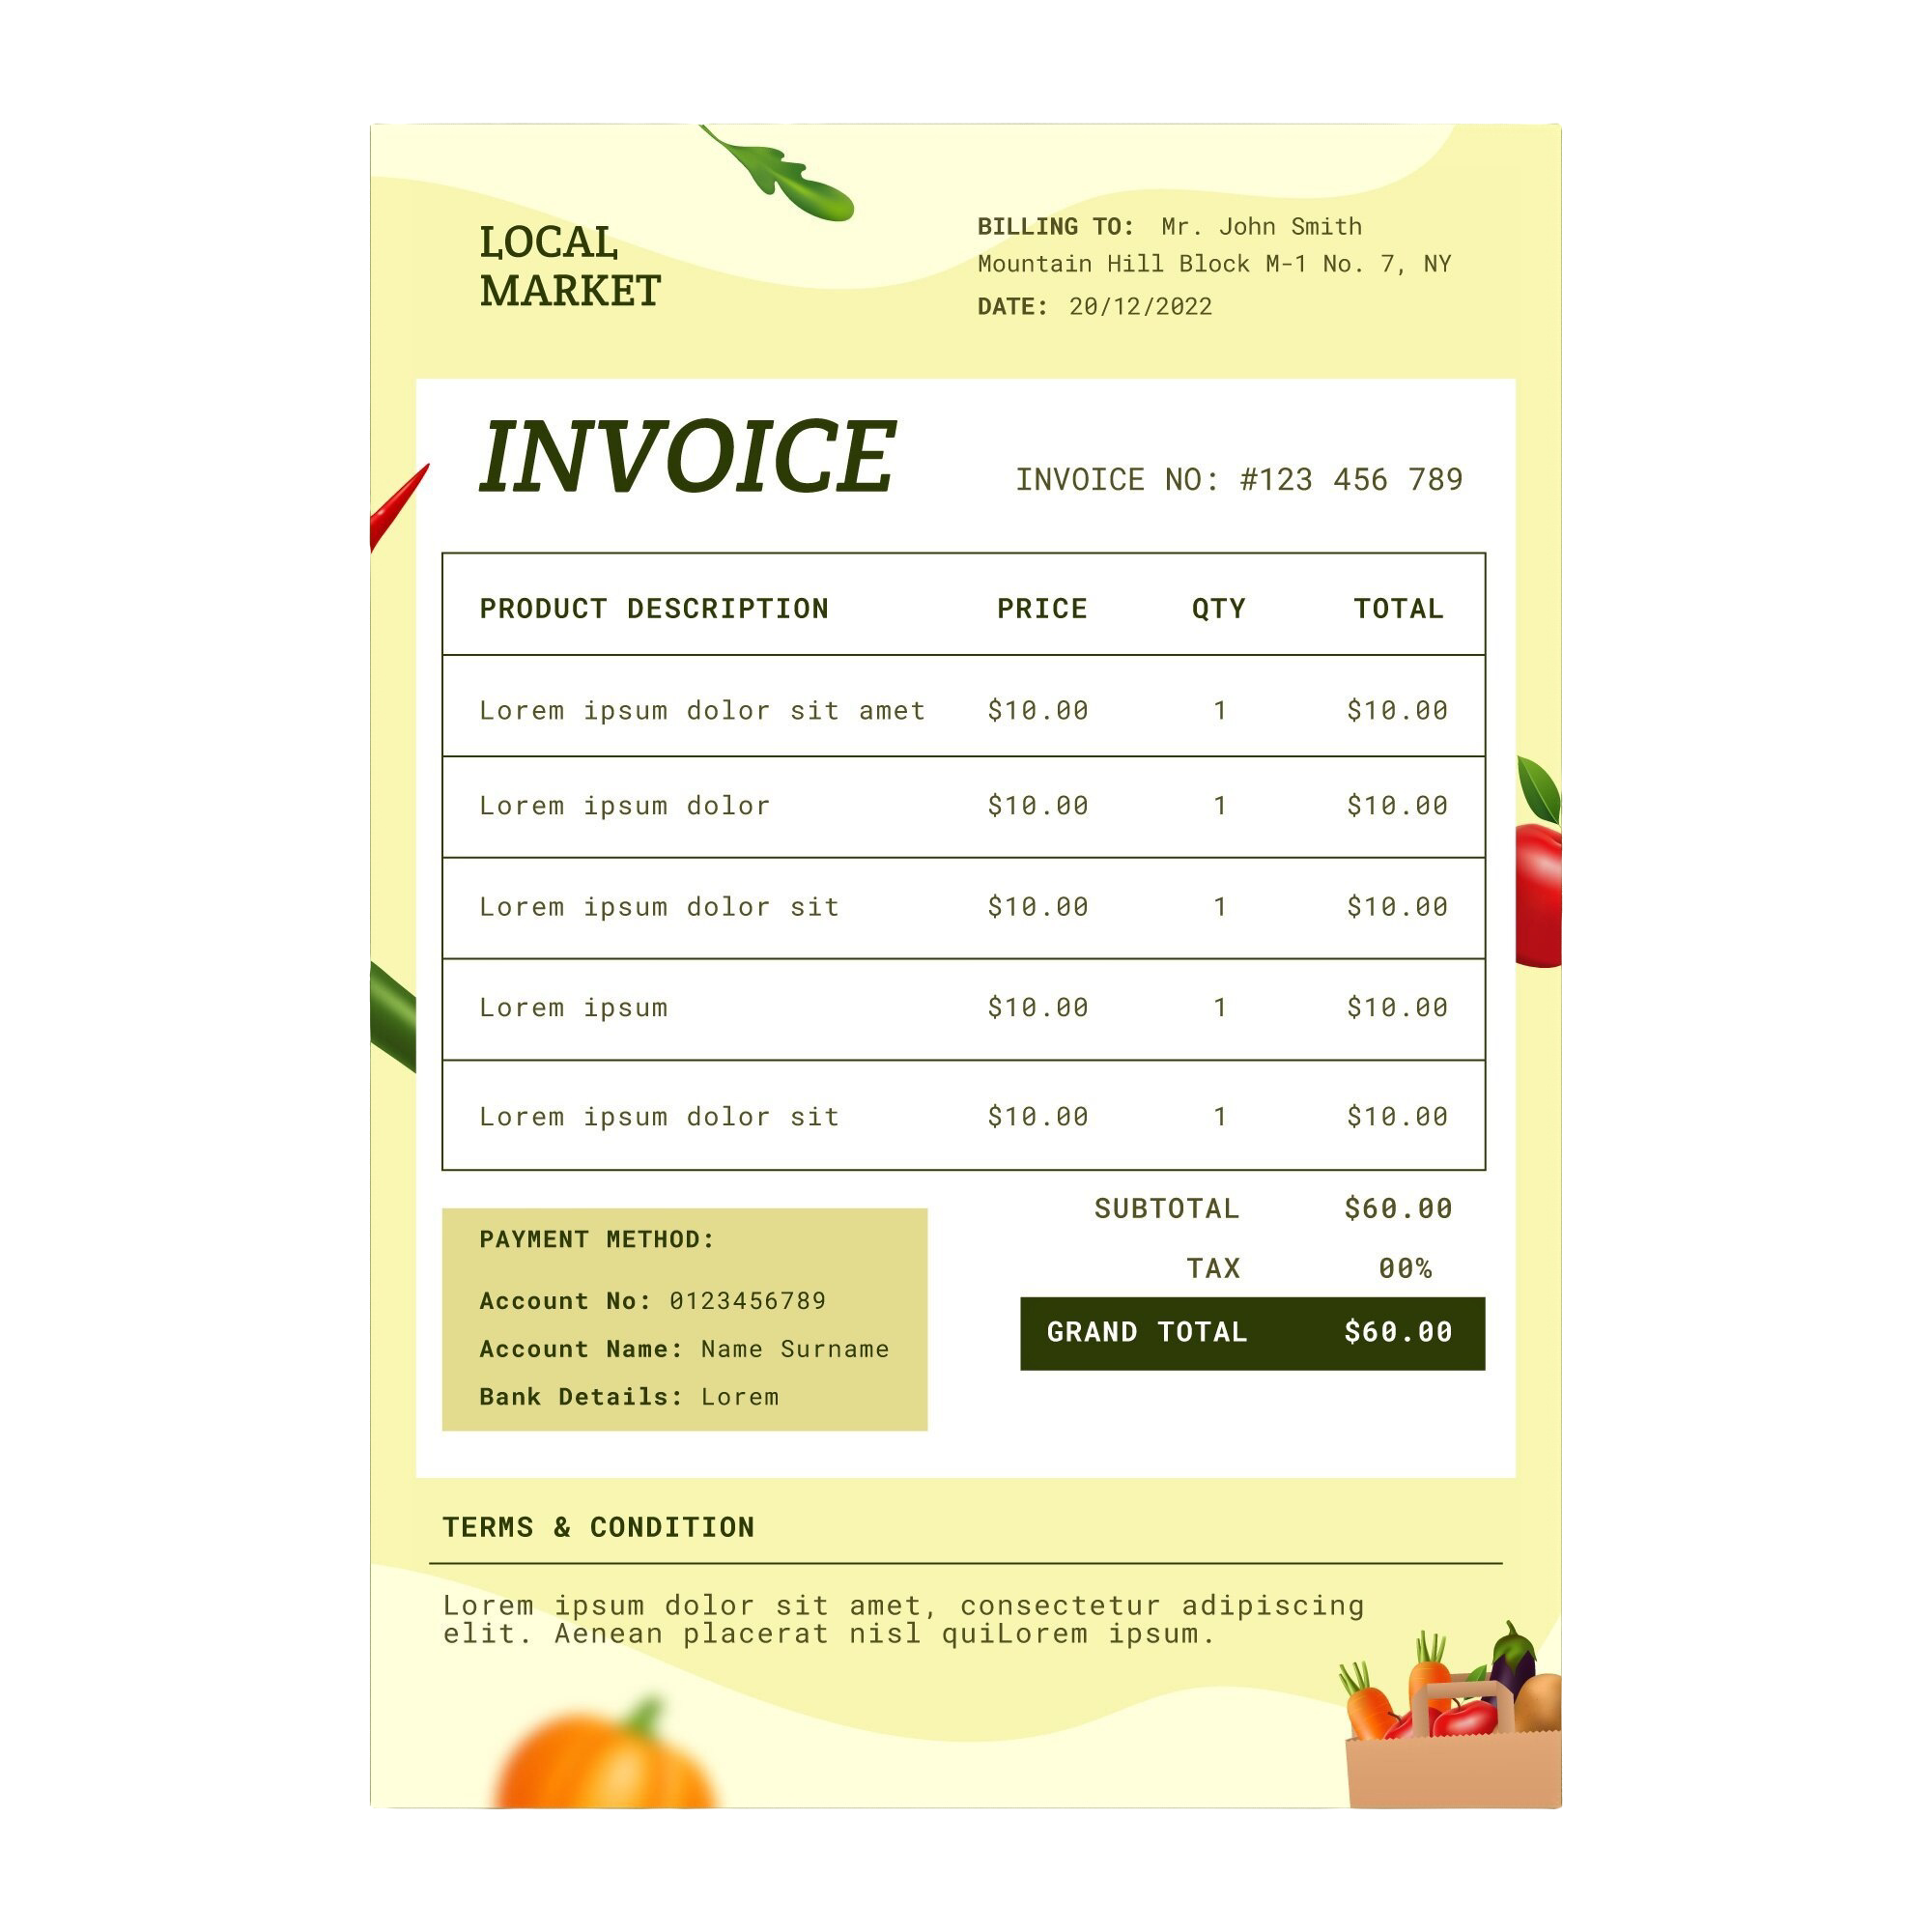 LOCAL
MARKET
BILLING TO: Mr. John Smith
Mountain Hill Block M-1 No. 7, NY
DATE: 20/12/2022
INVOICE
INVOICE NO: #123 456 789
PRODUCT DESCRIPTION PRICE QTY TOTAL
Lorem ipsum dolor sit amet $10.00 1 $10.00
Lorem ipsum dolor $10.00 1 $10.00
Lorem ipsum dolor sit $10.00 1 $10.00
Lorem ipsum $10.00 1 $10.00
Lorem ipsum dolor sit $10.00 1 $10.00
SUBTOTAL $60.00
TAX 00%
GRAND TOTAL $60.00
PAYMENT METHOD:
Account No: 0123456789
Account Name: Name Surname
Bank Details: Lorem
TERMS & CONDITION
Lorem ipsum dolor sit amet, consectetur adipiscing
elit. Aenean placerat nisl quiLorem ipsum.